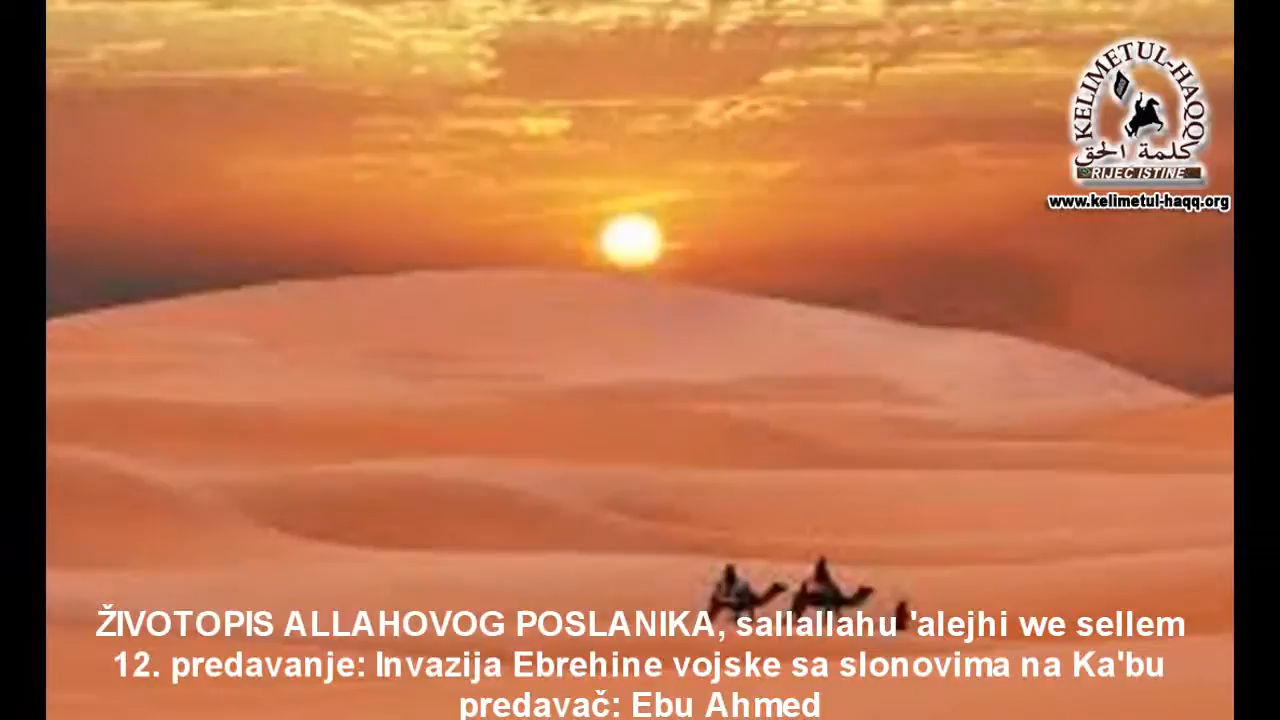 KELIMETUL-HAQQ
كلمة الحق
RIJEČ ISTINE
www.kelimetul-haqq.org
ŽIVOTOPIS ALLAHOVOG POSLANIKA, sallallahu 'alejhi we sellem
12. predavanje: Invazija Ebrehine vojske sa slonovima na Ka'bu
predavač: Ebu Ahmed